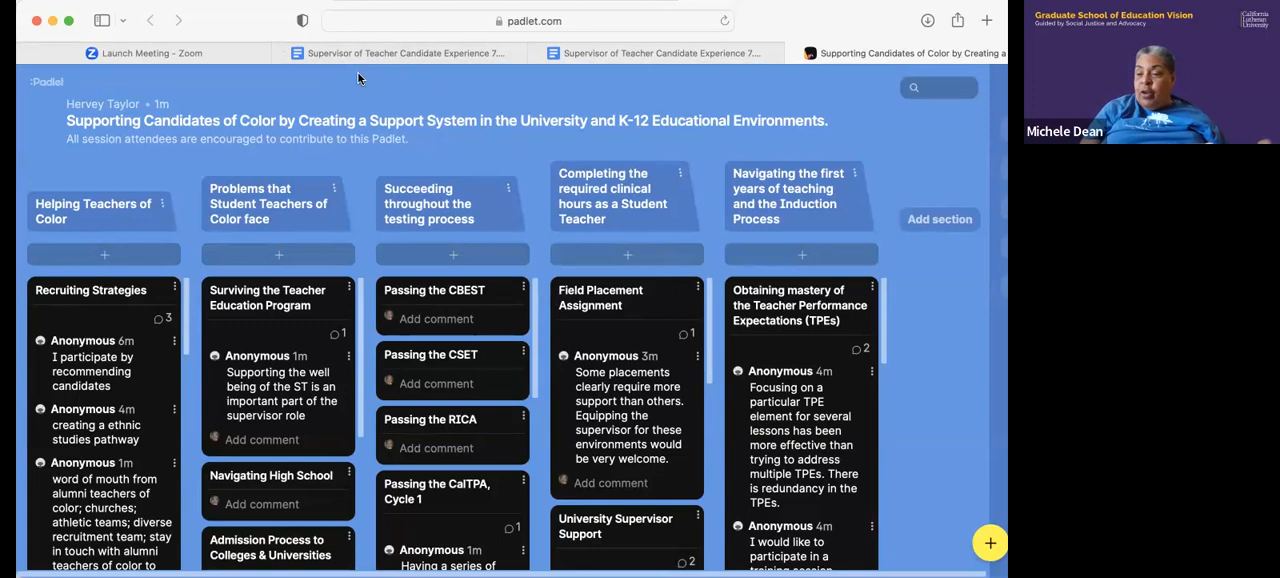 padlet.com
Launch Meeting - Zoom
Supervisor of Teacher Candidate Experience 7....
Supervisor of Teacher Candidate Experience 7....
Supporting Candidates of Color by Creating a
:Padlet
Hervey Taylor • 1m
Supporting Candidates of Color by Creating a Support System in the University and K-12 Educational Environments.
All session attendees are encouraged to contribute to this Padlet.
Helping Teachers of
Color
Recruiting Strategies
3
Anonymous 6m
I participate by
recommending
candidates
Anonymous 4m
creating a ethnic
studies pathway
Anonymous 1m
word of mouth from
alumni teachers of
color; churches;
athletic teams; diverse
recruitment team; stay
in touch with alumni
teachers of color to
Problems that
Student Teachers of
Color face
Surviving the Teacher
Education Program
1
Anonymous 1m
Supporting the well
being of the ST is an
important part of the
supervisor role
Add comment
Navigating High School
Add comment
Admission Process to
Colleges & Universities
Succeeding
throughout the
testing process
Passing the CBEST
Add comment
Passing the CSET
Add comment
Passing the RICA
Add comment
Passing the CalTPA,
Cycle 1
1
Anonymous 1m
Having a series of
Completing the
required clinical
hours as a Student
Teacher
Field Placement
Assignment
1
Anonymous 3m
Some placements
clearly require more
support than others.
Equipping the
supervisor for these
environments would
be very welcome.
Add comment
University Supervisor
Support
2
Navigating the first
years of teaching
and the Induction
Process
Obtaining mastery of
the Teacher Performance
Expectations (TPEs)
2
Anonymous 4m
Focusing on a
particular TPE
element for several
lessons has been
more effective than
trying to address
multiple TPEs. There
is redundancy in the
TPEs.
Anonymous 4m
I would like to
participate in a
training session
Add section
Graduate School of Education Vision
Guided by Social Justice and Advocacy
California
Lutheran
University
Michele Dean